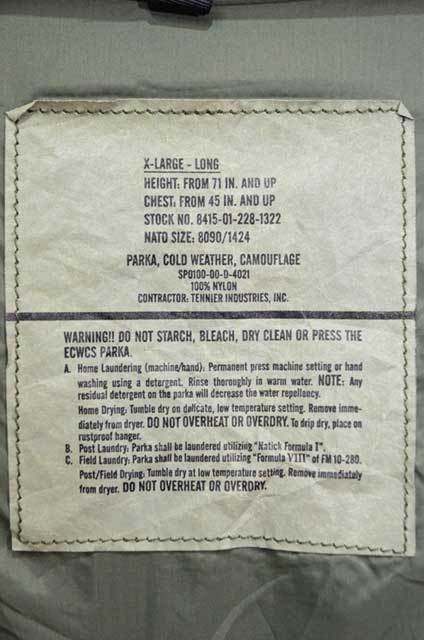 X-LARGE - LONG
HEIGHT: FROM 71 IN. AND UP
CHEST: FROM 45 IN. AND UP
STOCK NO. 8415-01-228-1322
NATO SIZE: 8090/1424
PARKA, COLD WEATHER, CAMOUFLAGE
SP0100-00-D-4021
100% NYLON
CONTRACTOR: TENNIER INDUSTRIES, INC.
WARNING!! DO NOT STARCH, BLEACH, DRY CLEAN OR PRESS THE
ECWCS PARKA.
A. Home Laundering (machine/hand): Permanent press machine setting or hand
washing using a detergent. Rinse thoroughly in warm water. NOTE: Any
residual detergent on the parka will decrease the water repellency.
Home Drying: Tumble dry on delicate, low temperature setting. Remove imme-
diately from dryer. DO NOT OVERHEAT OR OVERDRY. To drip dry, place on
rustproof hanger.
B. Post Laundry: Parka shall be laundered utilizing "Natick Formula I".
C. Field Laundry: Parka shall be laundered utilizing "Formula VIII" of FM 10-280.
Post/Field Drying: Tumble dry at low temperature setting. Remove immediately
from dryer. DO NOT OVERHEAT OR OVERDRY.